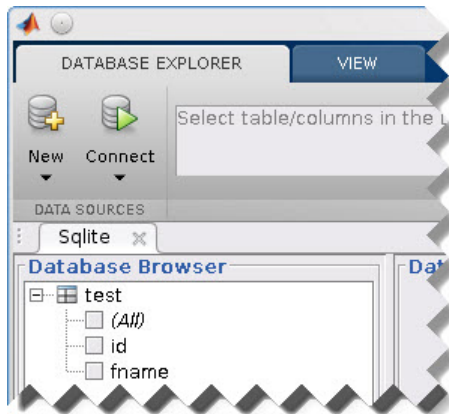 DATABASE EXPLORER
VIEW
New
Connect
Select table/columns in the
DATA SOURCES
Sqlite
Database Browser
test
(All)
id
fname